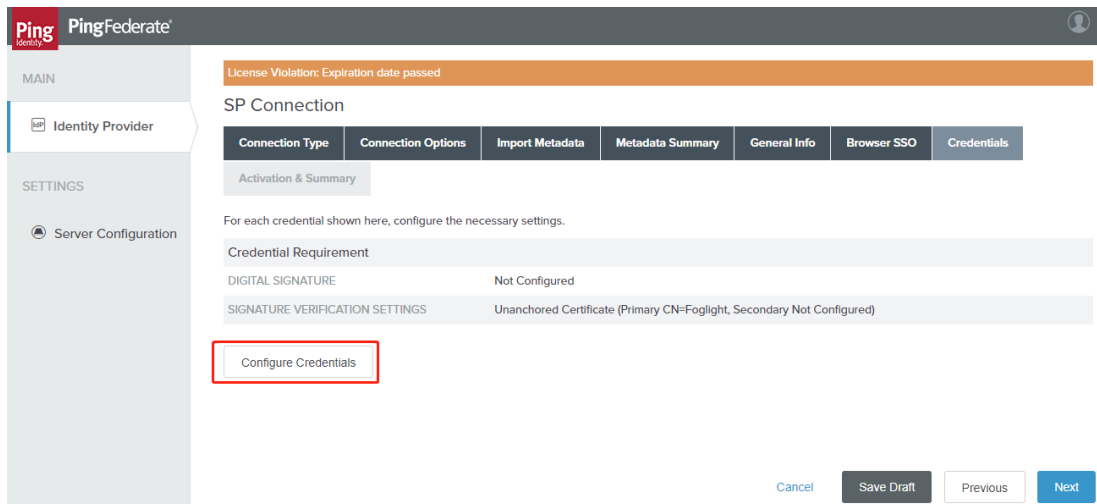 Ping
Identity.
PingFederate®
MAIN
IdP Identity Provider
SETTINGS
Server Configuration
License Violation: Expiration date passed
SP Connection
Connection Type Connection Options Import Metadata Metadata Summary General Info Browser SSO Credentials
Activation & Summary
For each credential shown here, configure the necessary settings.
Credential Requirement
DIGITAL SIGNATURE Not Configured
SIGNATURE VERIFICATION SETTINGS Unanchored Certificate (Primary CN=Foglight, Secondary Not Configured)
Configure Credentials
Cancel Save Draft Previous Next